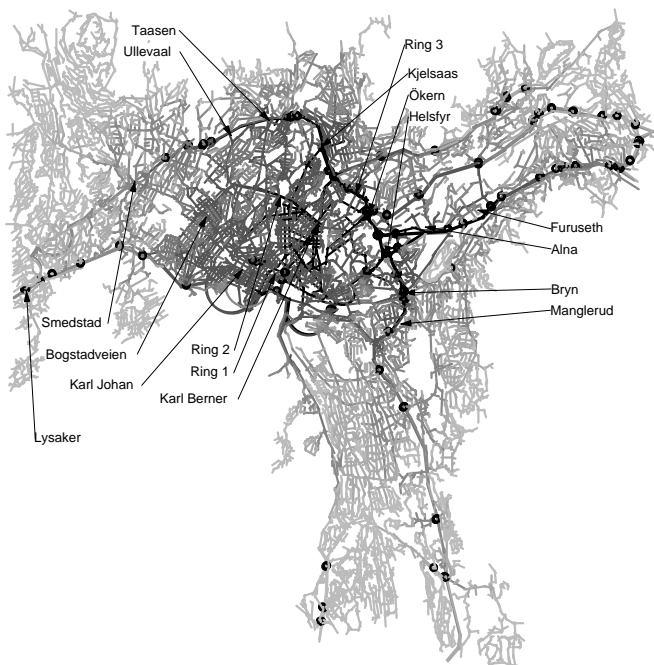 Taasen
Ullevaal
Ring 3
Kjelsaas
Ökern
Helsfyr
Furuseth
Alna
Bryn
Manglerud
Smedstad
Bogstadveien
Karl Johan
Ring 2
Ring 1
Karl Berner
Lysaker